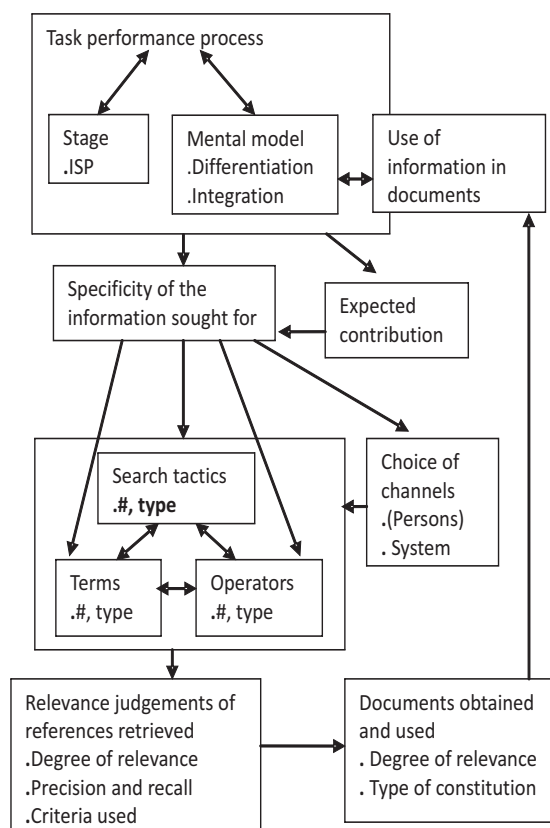 Task performance process
Stage
.ISP
Mental model
.Differentiation
.Integration
Use of
information in
documents
Specificity of the
information sought for
Expected
contribution
Search tactics
.#, type
Terms
.#, type
Operators
.#, type
Choice of
channels
.(Persons)
. System
Relevance judgements of
references retrieved
.Degree of relevance
.Precision and recall
.Criteria used
Documents obtained
and used
. Degree of relevance
. Type of constitution